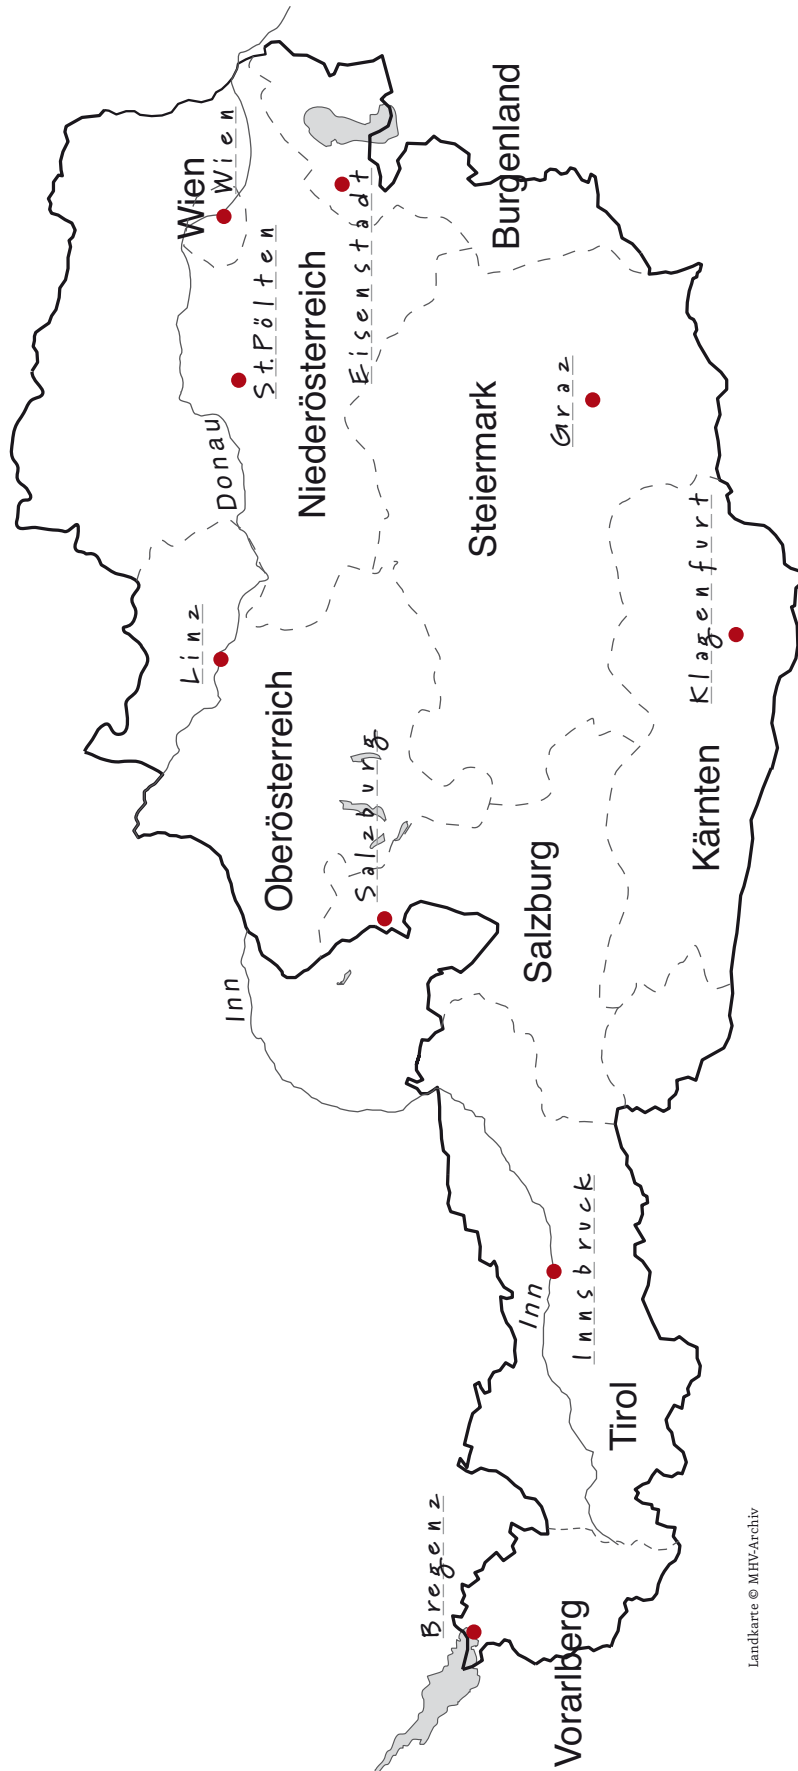 Wien
Wien
St. Pölten
Donau
Niederösterreich
Eisenstadt
Burgenland
Linz
Oberösterreich
Steiermark
Graz
Salzburg
Inn
Salzburg
Klagenfurt
Kärnten
Inn
Innsbruck
Tirol
Bregenz
Vorarlberg
Landkarte © MHV-Archiv